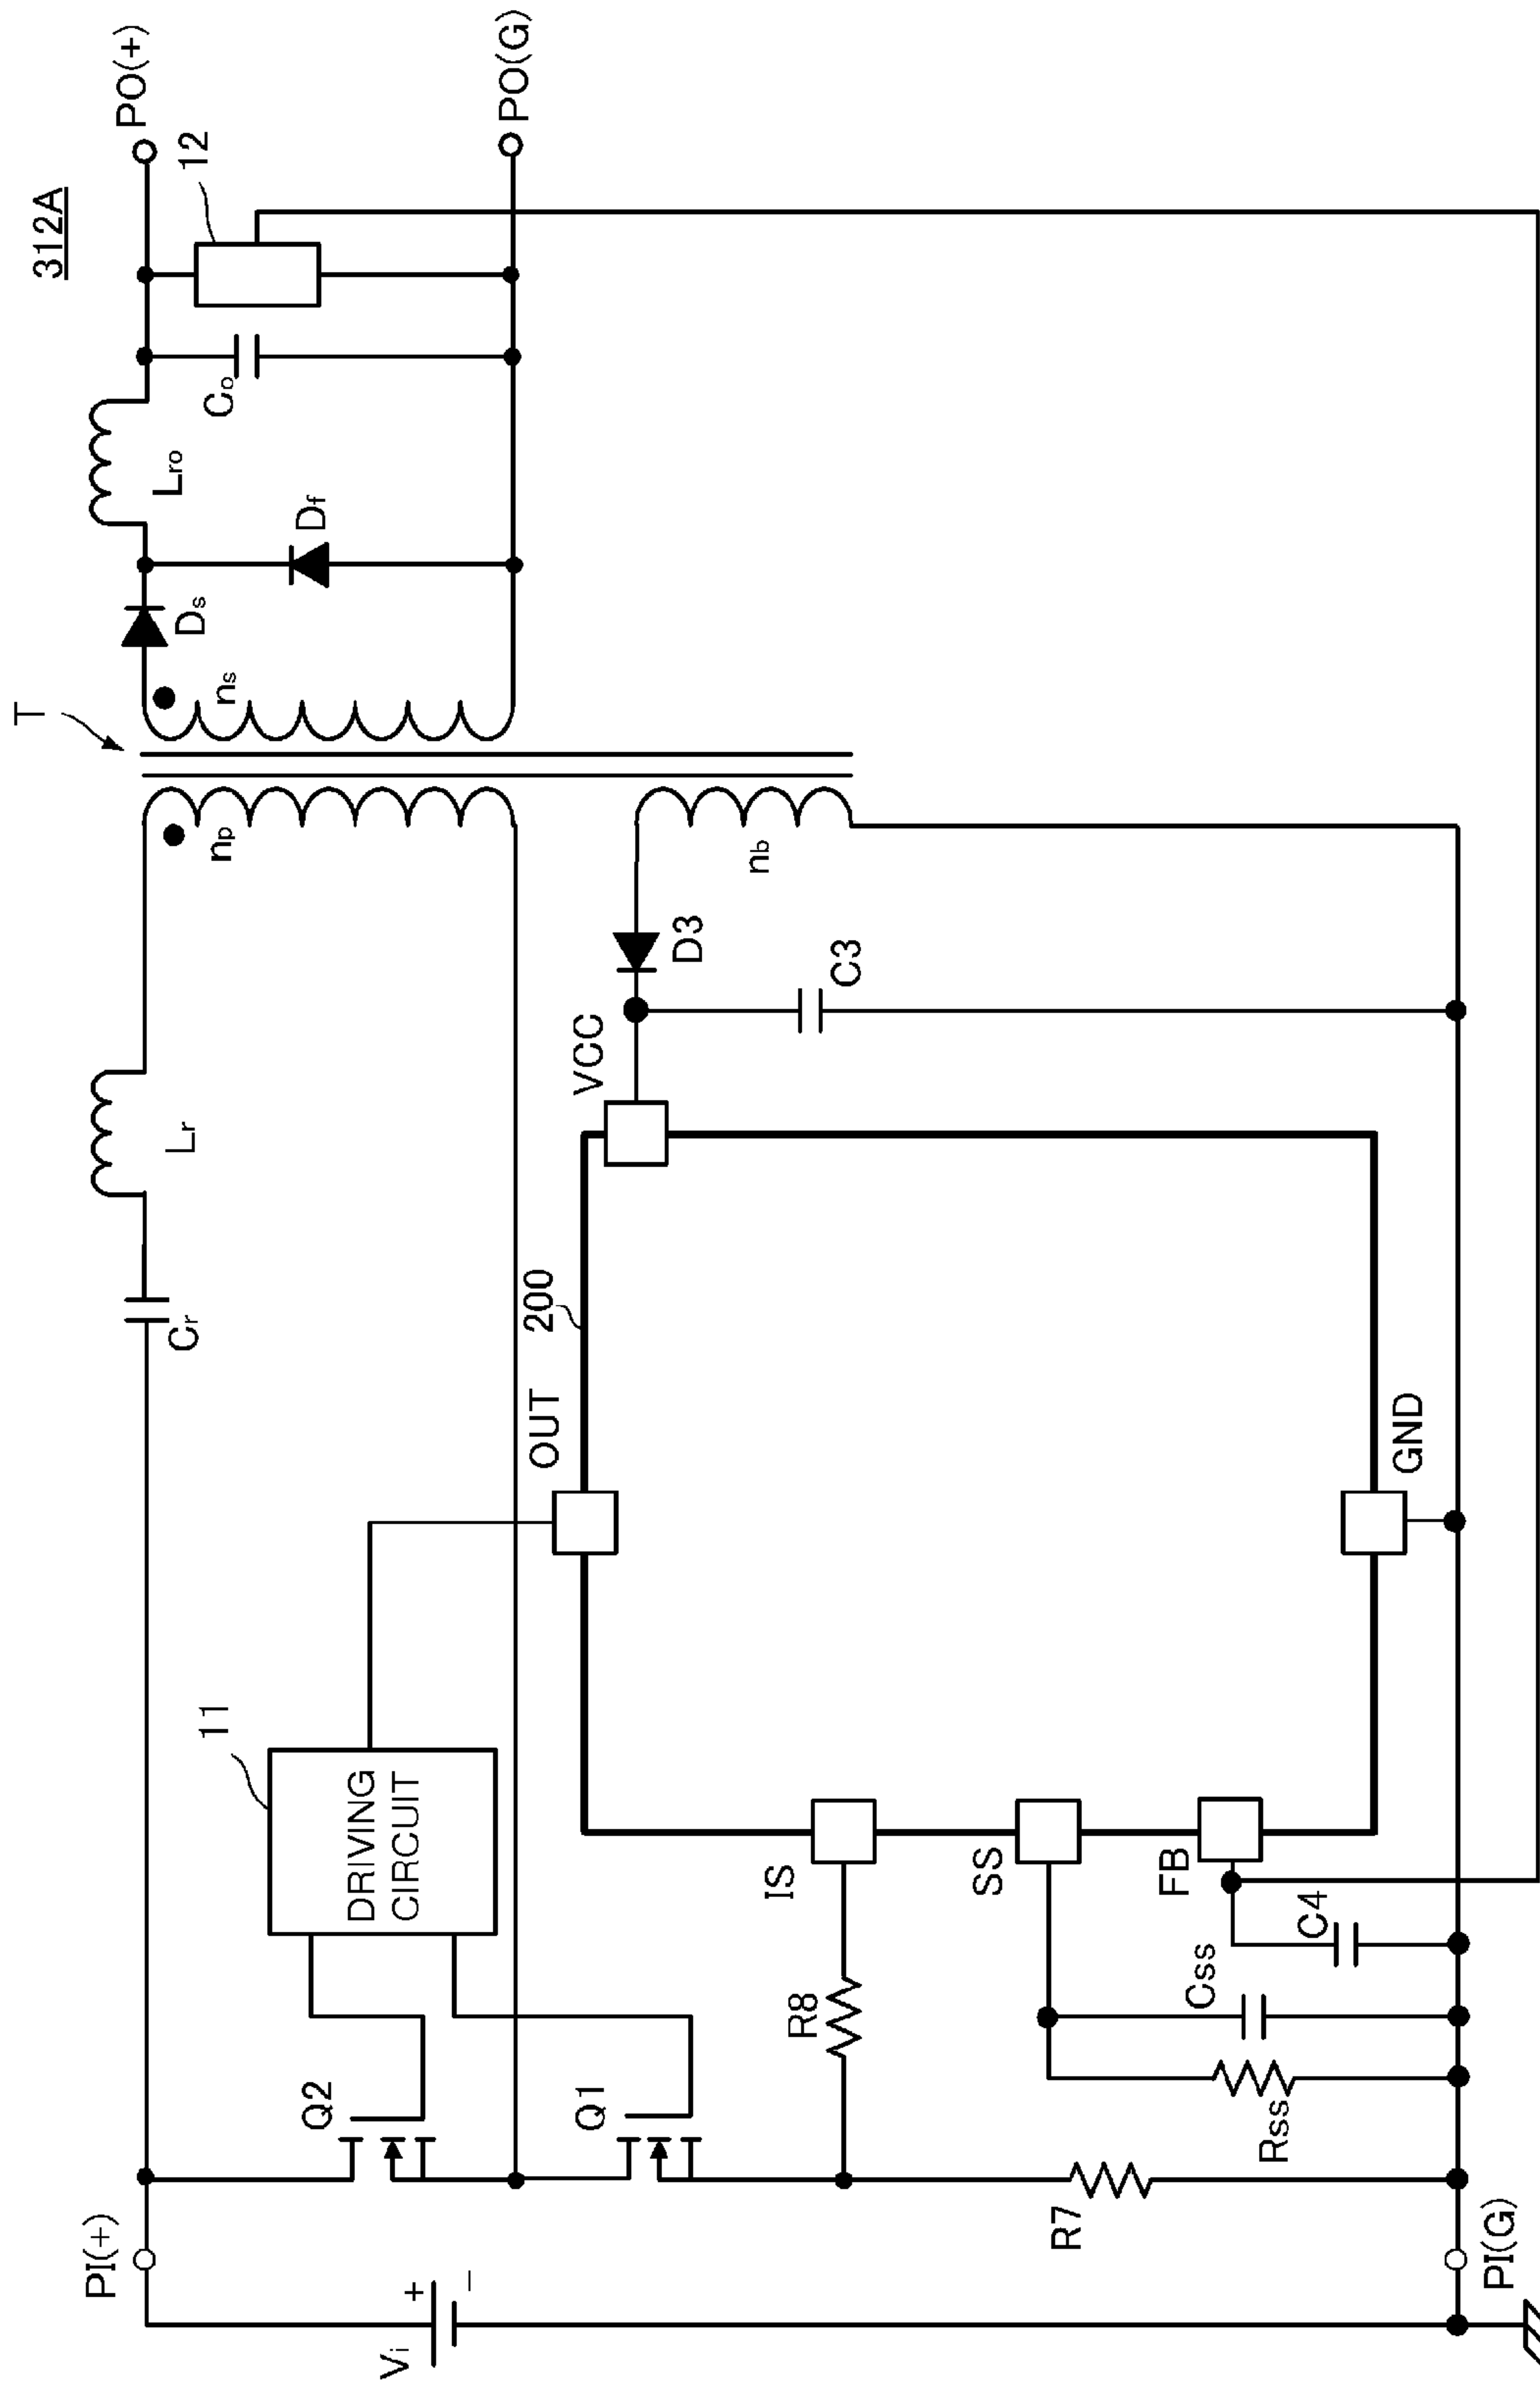 312A
T
PO(+)
12
Lro
Co
Ds
Df
ns
PO(G)
np
Lr
Cr
PI(+)
Vi
+
−
Q2
11
DRIVING
CIRCUIT
Q1
OUT
200
VCC
D3
nb
C3
IS
R8
SS
FB
R7
Rss
Css
C4
GND
PI(G)